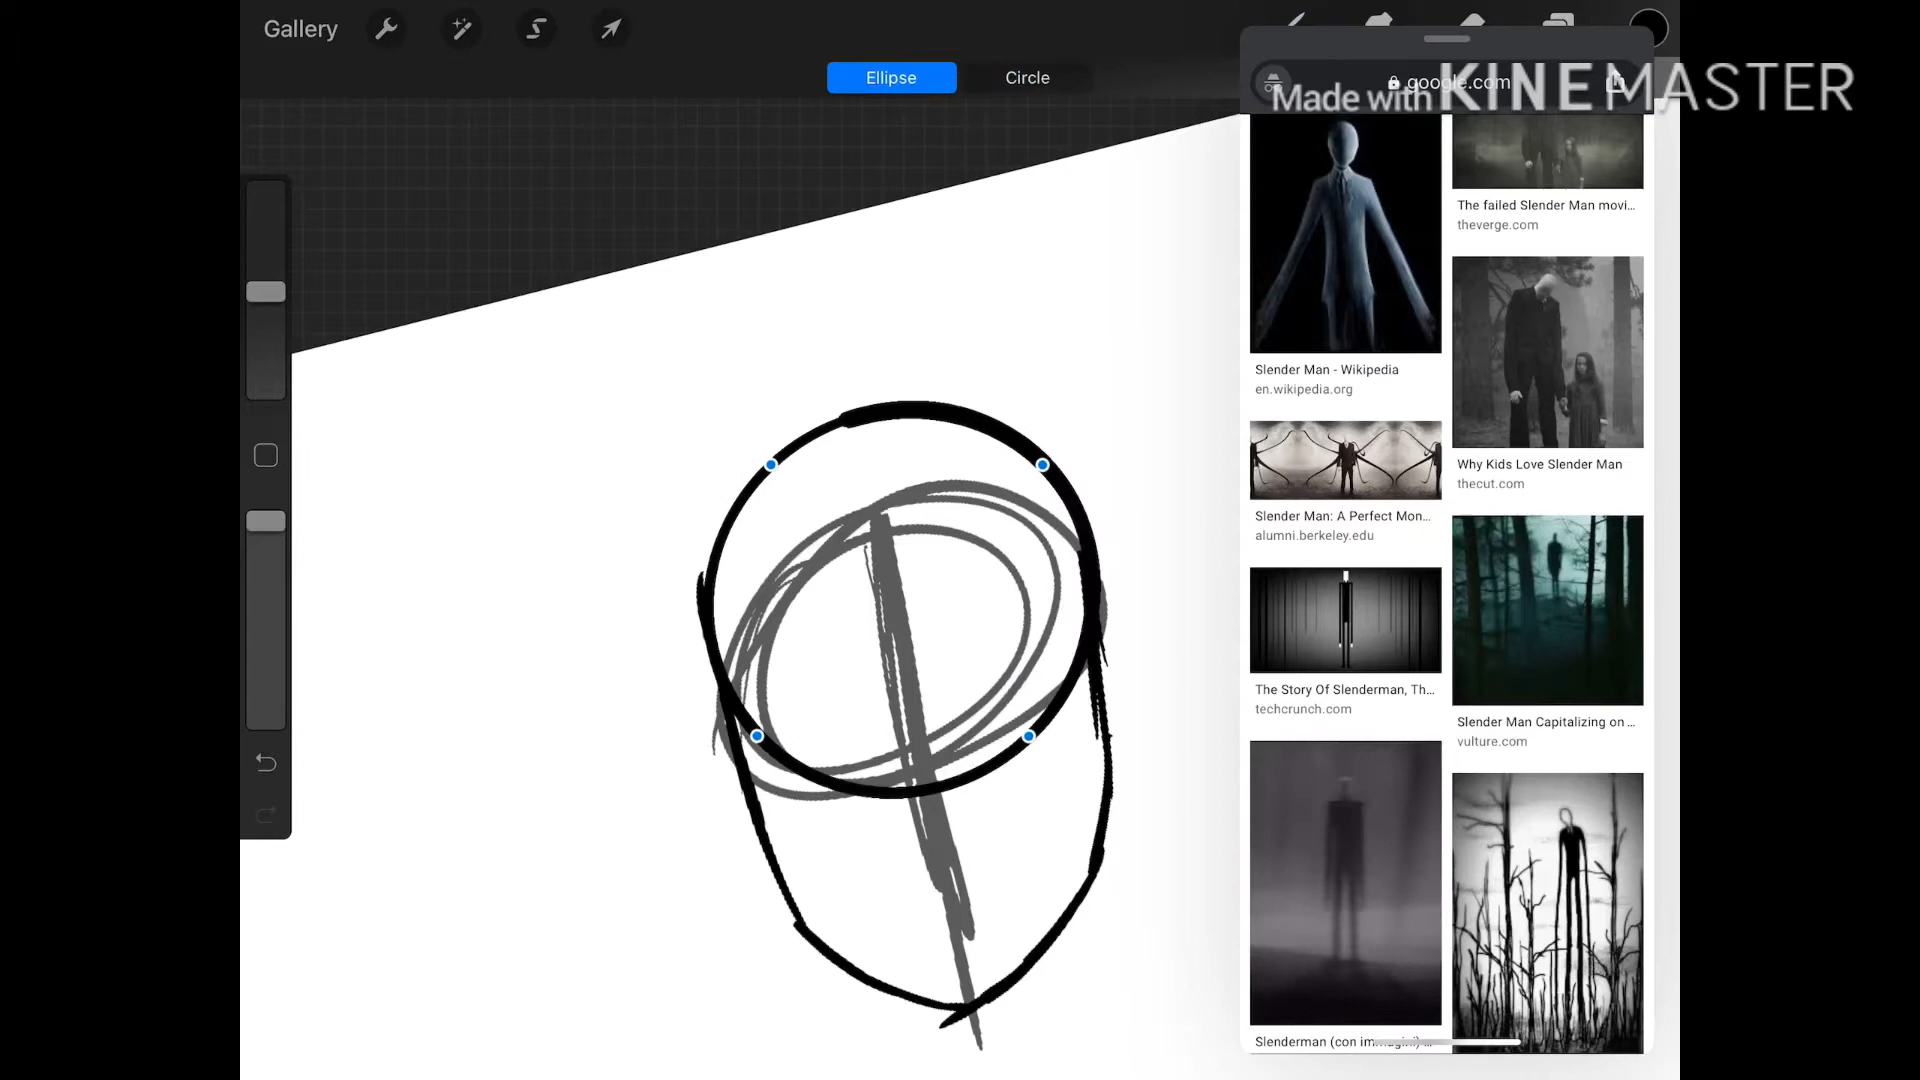 Gallery
Ellipse
Circle
google.com
Made with KINEMASTER
Slender Man - Wikipedia
en.wikipedia.org
Slender Man: A Perfect Mon...
alumni.berkeley.edu
The Story Of Slenderman, Th...
techcrunch.com
Slenderman (con immagini) ...
The failed Slender Man movi...
theverge.com
Why Kids Love Slender Man
thecut.com
Slender Man Capitalizing on ...
vulture.com